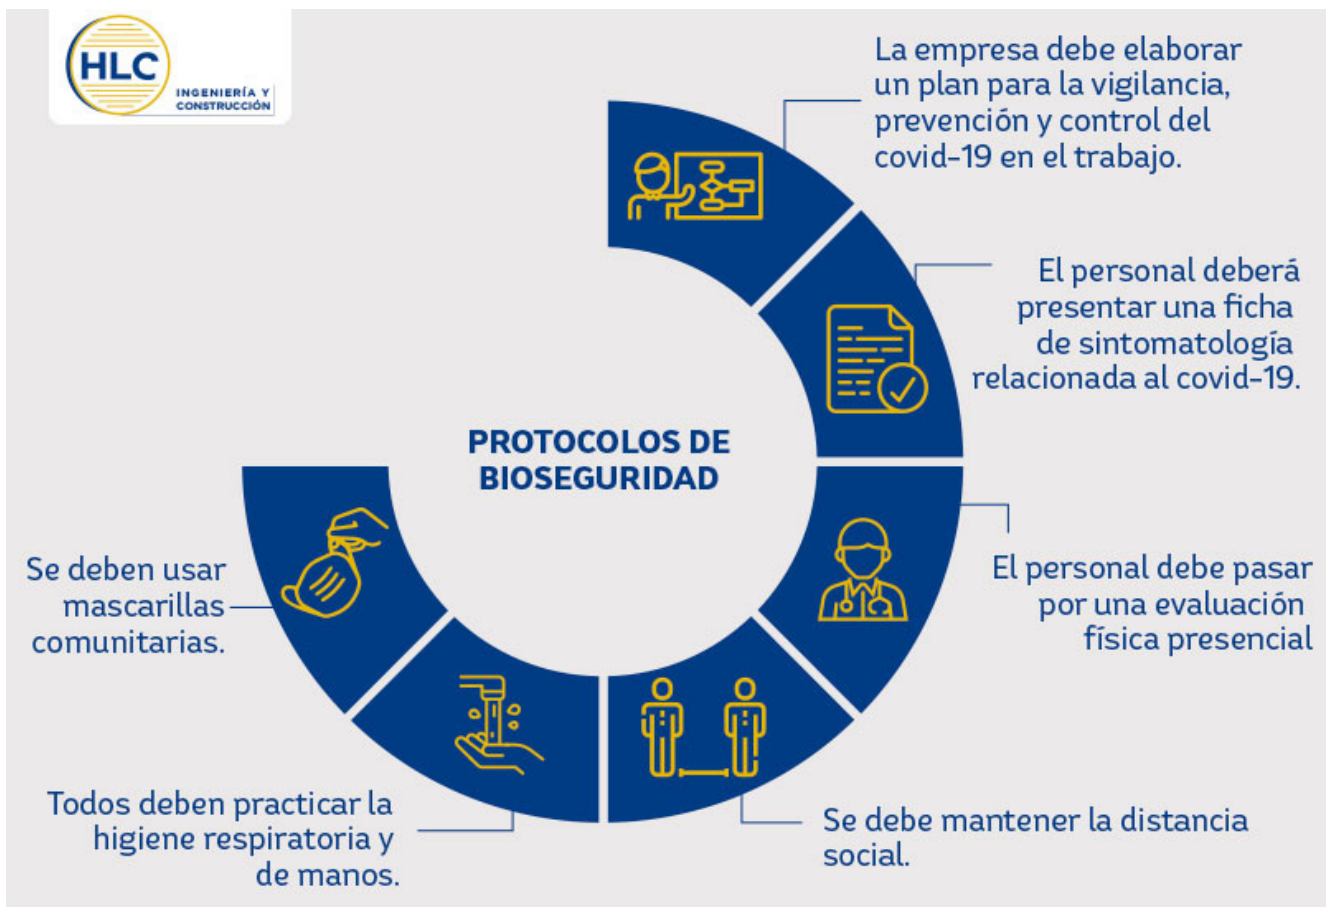 HLC
INGENIERÍA Y
CONSTRUCCIÓN
La empresa debe elaborar
un plan para la vigilancia,
prevención y control del
covid-19 en el trabajo.
El personal deberá
presentar una ficha
de sintomatología
relacionada al covid-19.
PROTOCOLOS DE
BIOSEGURIDAD
El personal debe pasar
por una evaluación
física presencial
Se deben usar
mascarillas
comunitarias.
Todos deben practicar la
higiene respiratoria y
de manos.
Se debe mantener la distancia
social.